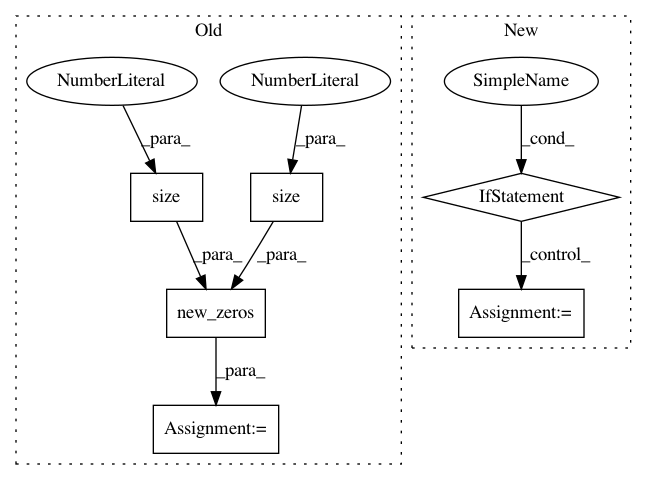 Old
New
NumberLiteral
NumberLiteral
SimpleName
_para_
_para_
_cond_
size
size
IfStatement
_para_
_para_
_control_
new_zeros
Assignment:=
_para_
Assignment:=